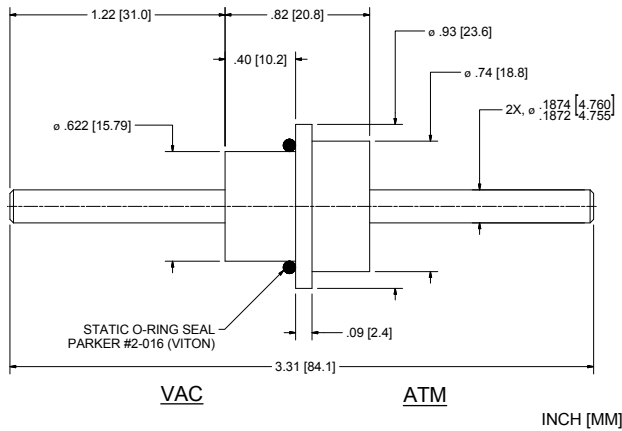 1.22 [31.0]
.82 [20.8]
ø .93 [23.6]
.40 [10.2]
ø .74 [18.8]
ø .622 [15.79]
2X, ø .1874 [4.760]
.1872 4.755
STATIC O-RING SEAL
PARKER #2-016 (VITON)
.09 [2.4]
3.31 [84.1]
VAC
ATM
INCH [MM]